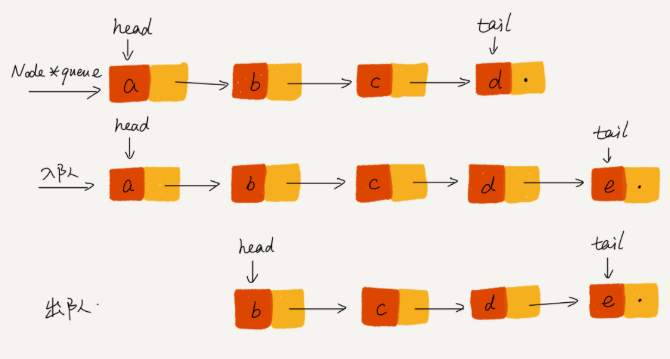 head tail
Node *queue a b c d
head tail
入队 a b c d e
head tail
出队. b c d e